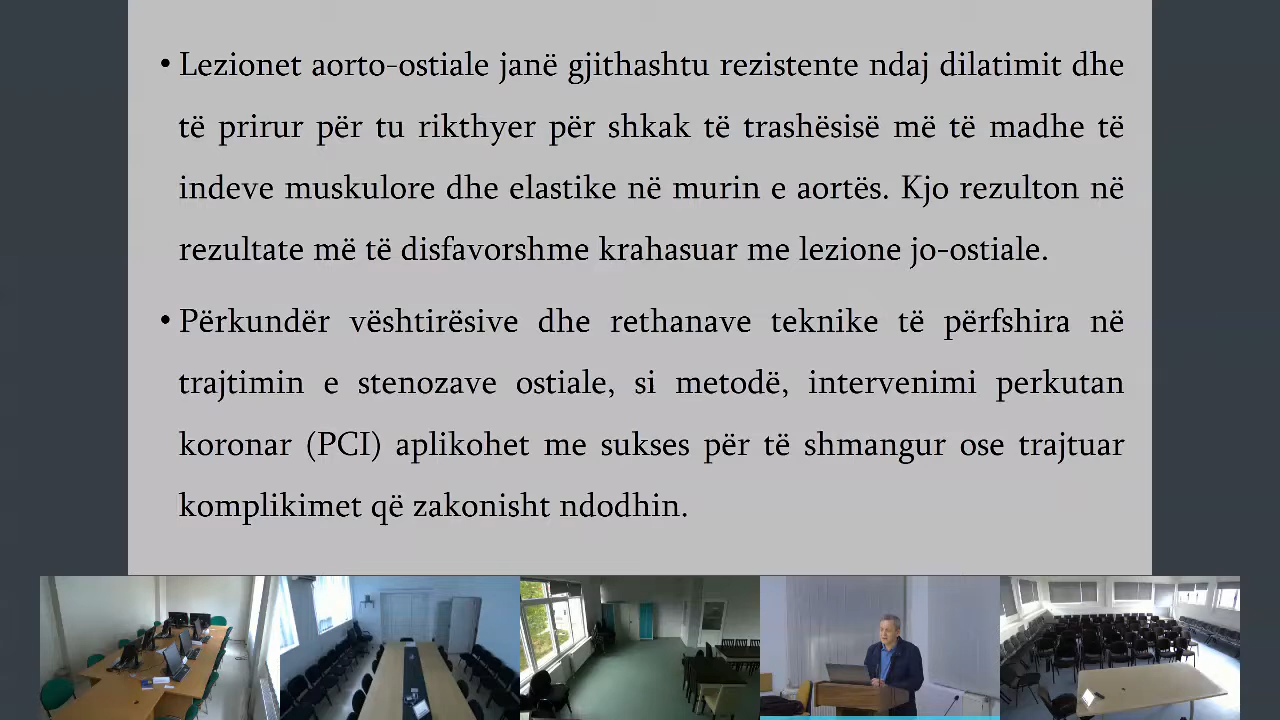 • Lezionet aorto-ostiale janë gjithashtu rezistente ndaj dilatimit dhe
të prirur për tu rikthyer për shkak të trashësisë më të madhe të
indeve muskulore dhe elastike në murin e aortës. Kjo rezulton në
rezultate më të disfavorshme krahasuar me lezione jo-ostiale.
• Përkundër vështirësive dhe rethanave teknike të përfshira në
trajtimin e stenozave ostiale, si metodë, intervenimi perkutan
koronar (PCI) aplikohet me sukses për të shmangur ose trajtuar
komplikimet që zakonisht ndodhin.